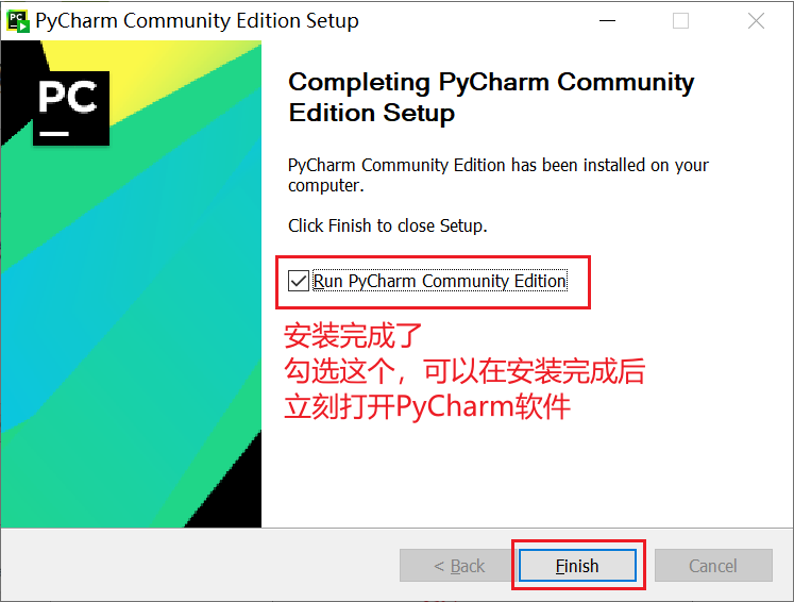 PyCharm Community Edition Setup
PC
Completing PyCharm Community
Edition Setup
PyCharm Community Edition has been installed on your
computer.
Click Finish to close Setup.
Run PyCharm Community Edition
安装完成了
勾选这个，可以在安装完成后
立刻打开PyCharm软件
< Back
Finish
Cancel